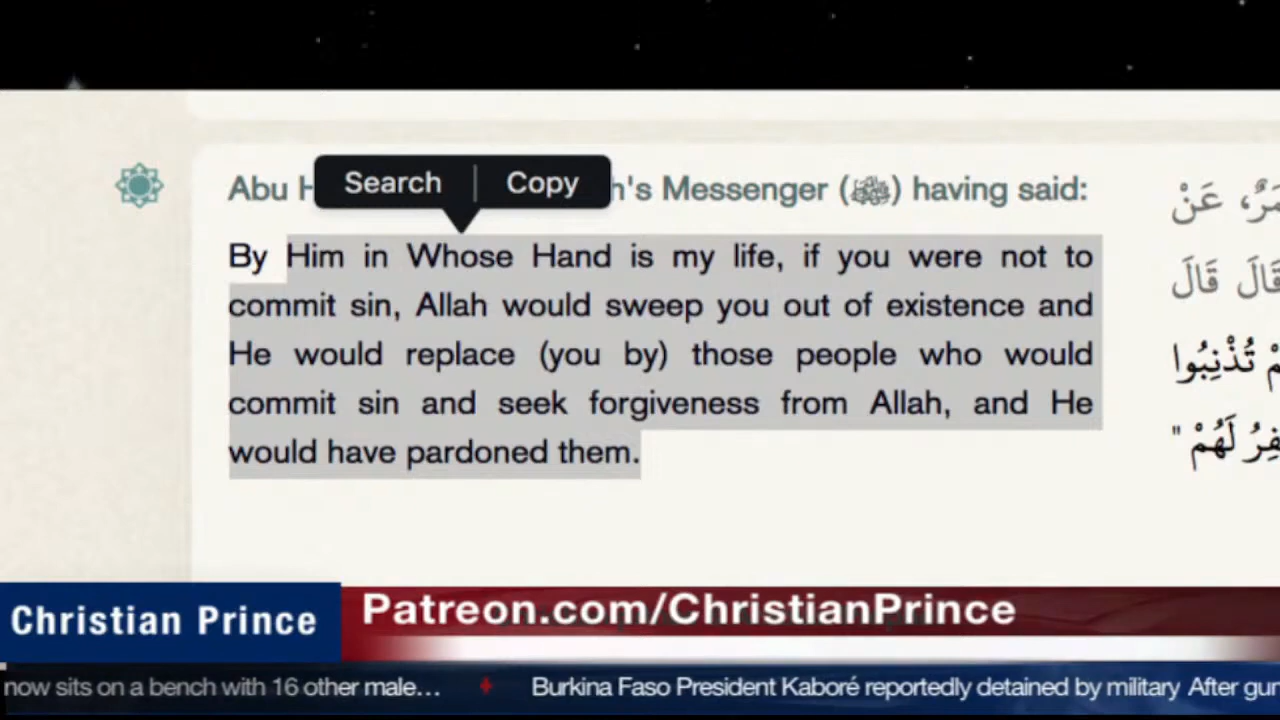 Search Copy
Abu H 's Messenger (ﷺ) having said:
By Him in Whose Hand is my life, if you were not to
commit sin, Allah would sweep you out of existence and
He would replace (you by) those people who would
commit sin and seek forgiveness from Allah, and He
would have pardoned them.
عَنْ
قَالَ قَالَ
تُذْنِبُوا
لَهُمْ "
Christian Prince
Patreon.com/ChristianPrince
now sits on a bench with 16 other male... Burkina Faso President Kaboré reportedly detained by military After